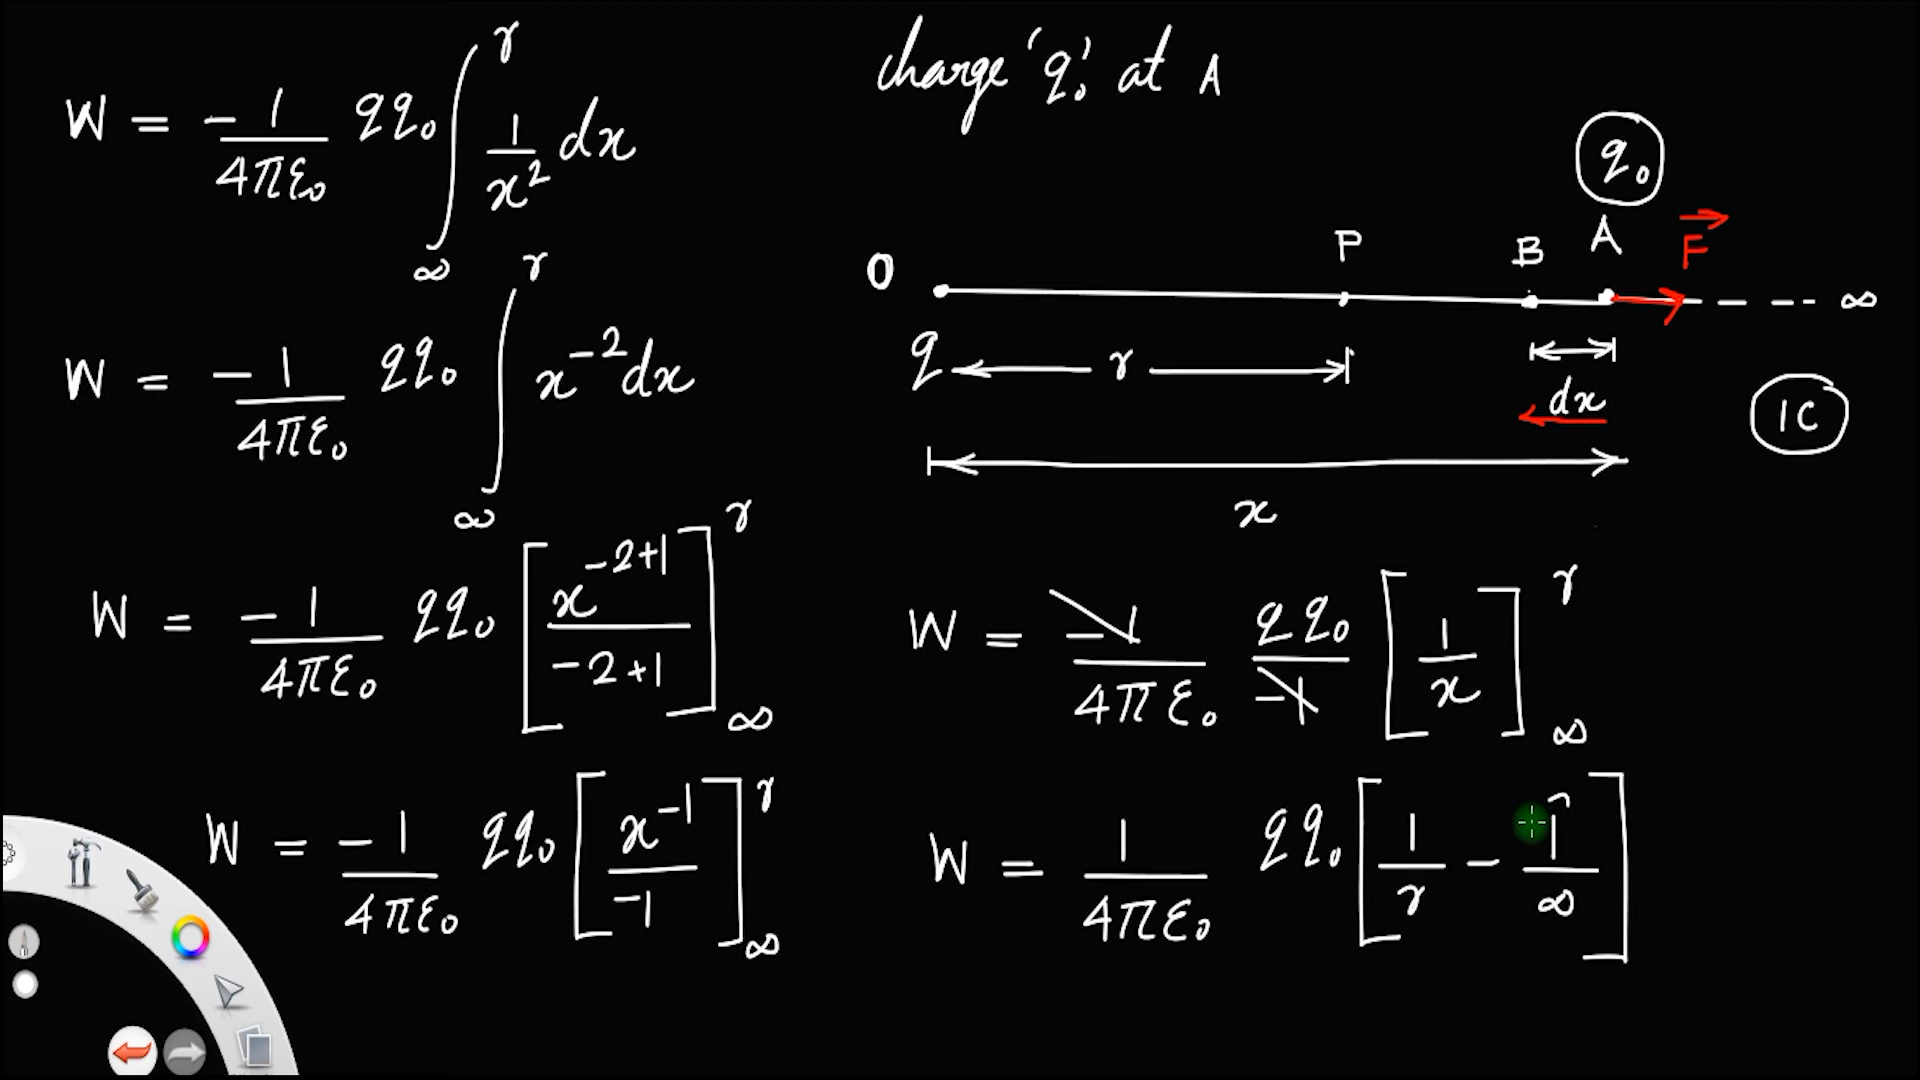 W = -1/4πε₀ qq₀ ∫_∞^r 1/x² dx
W = -1/4πε₀ qq₀ ∫_∞^r x⁻² dx
W = -1/4πε₀ qq₀ [x^(-2+1)/-2+1]_∞^r
W = -1/4πε₀ qq₀ [x⁻¹/-1]_∞^r
charge 'q₀' at A
q₀
O P B A F
∞
q r
dx
1C
x
W = -1/4πε₀ qq₀/-1 [1/x]_∞^r
W = 1/4πε₀ qq₀ [1/r - 1/∞]